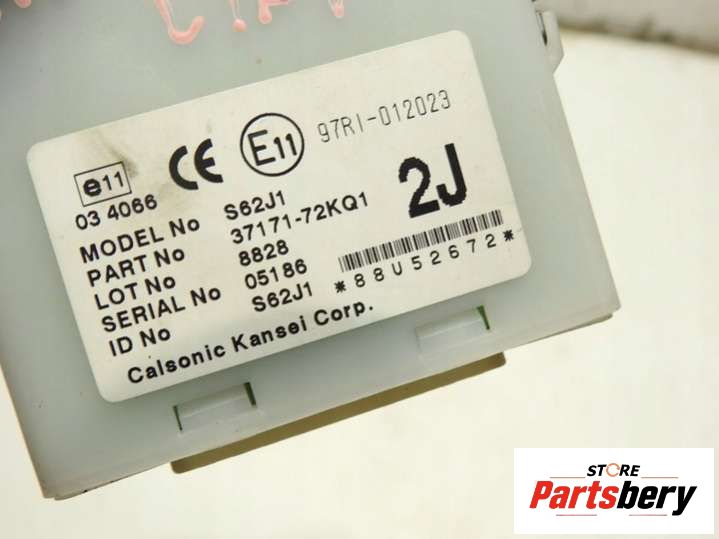 e11
03 4066
CE
E11
97RI-012023
2J
MODEL No S62J1
PART No 37171-72KQ1
LOT No 8828
SERIAL No 05186
ID No S62J1
*88U52672*
Calsonic Kansei Corp.
STORE
Partsbery